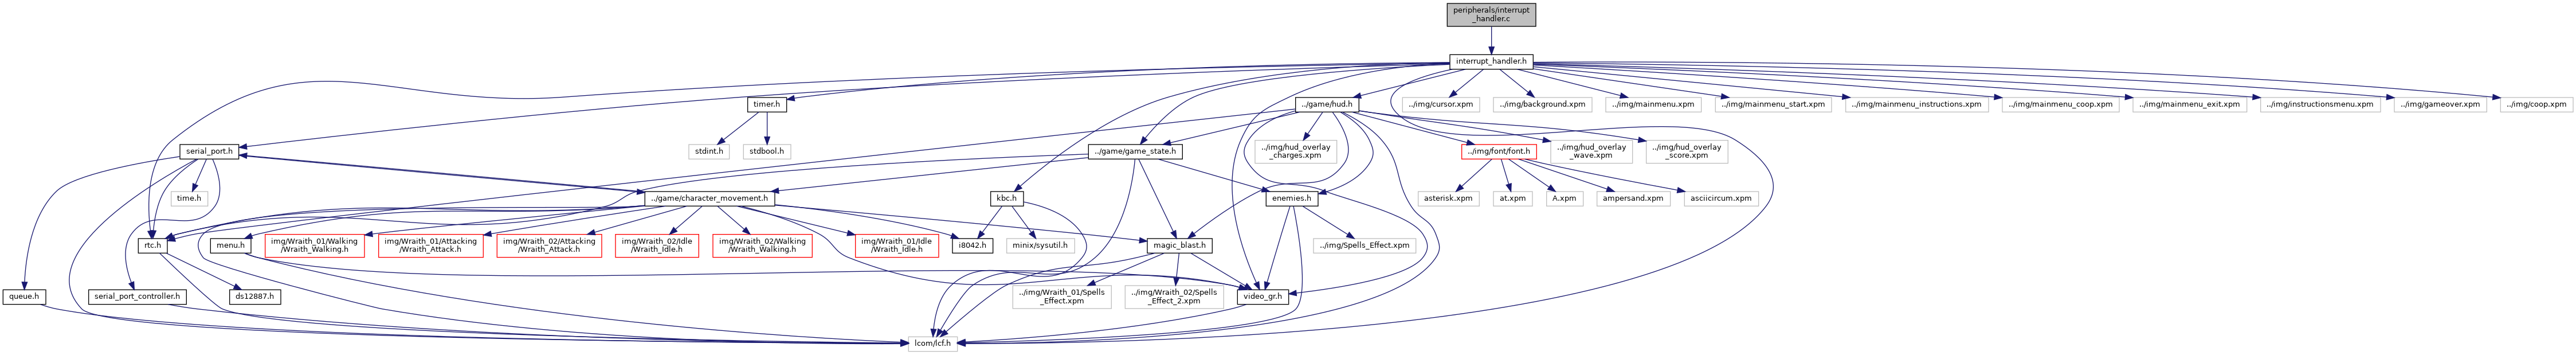 peripherals/interrupt
_handler.c
interrupt_handler.h
timer.h
../game/hud.h
../img/cursor.xpm
../img/background.xpm
../img/mainmenu.xpm
../img/mainmenu_start.xpm
../img/mainmenu_instructions.xpm
../img/mainmenu_coop.xpm
../img/mainmenu_exit.xpm
../img/instructionsmenu.xpm
../img/gameover.xpm
../img/coop.xpm
serial_port.h
stdint.h
stdbool.h
../game/game_state.h
../img/hud_overlay
_charges.xpm
../img/font/font.h
../img/hud_overlay
_wave.xpm
../img/hud_overlay
_score.xpm
time.h
../game/character_movement.h
kbc.h
enemies.h
asterisk.xpm
at.xpm
A.xpm
ampersand.xpm
asciicircum.xpm
rtc.h
menu.h
img/Wraith_01/Walking
/Wraith_Walking.h
img/Wraith_01/Attacking
/Wraith_Attack.h
img/Wraith_02/Attacking
/Wraith_Attack.h
img/Wraith_02/Idle
/Wraith_Idle.h
img/Wraith_02/Walking
/Wraith_Walking.h
img/Wraith_01/Idle
/Wraith_Idle.h
i8042.h
minix/sysutil.h
magic_blast.h
../img/Spells_Effect.xpm
queue.h
serial_port_controller.h
ds12887.h
../img/Wraith_01/Spells
_Effect.xpm
../img/Wraith_02/Spells
_Effect_2.xpm
video_gr.h
lcom/lcf.h